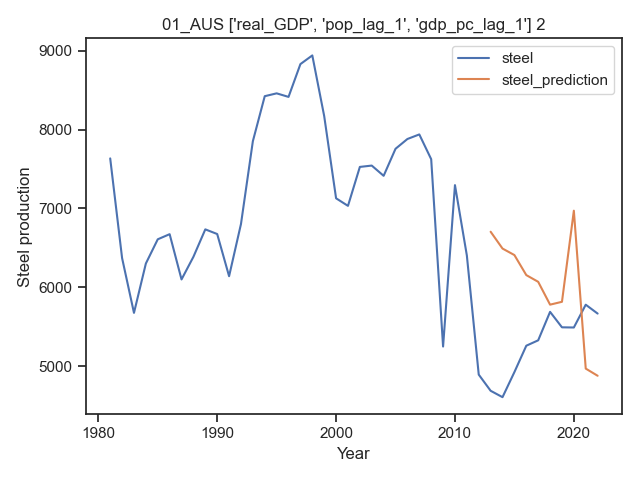 01_AUS ['real_GDP', 'pop_lag_1', 'gdp_pc_lag_1'] 2
steel
steel_prediction
Steel production
9000
8000
7000
6000
5000
1980
1990
2000
2010
2020
Year